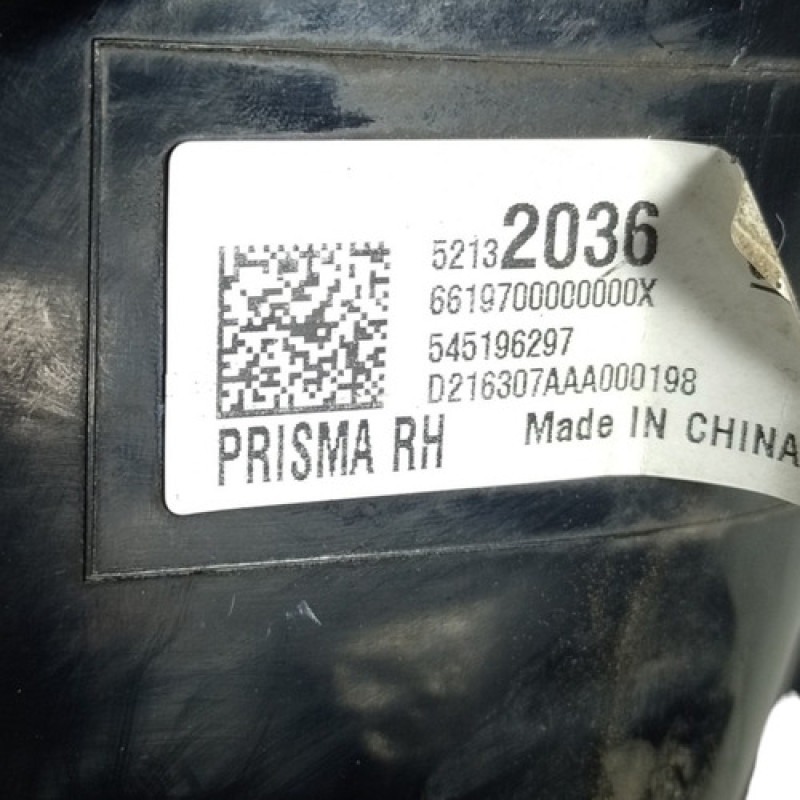 52132036
6619700000000X
545196297
D216307AAA000198
PRISMA RH
Made IN CHINA